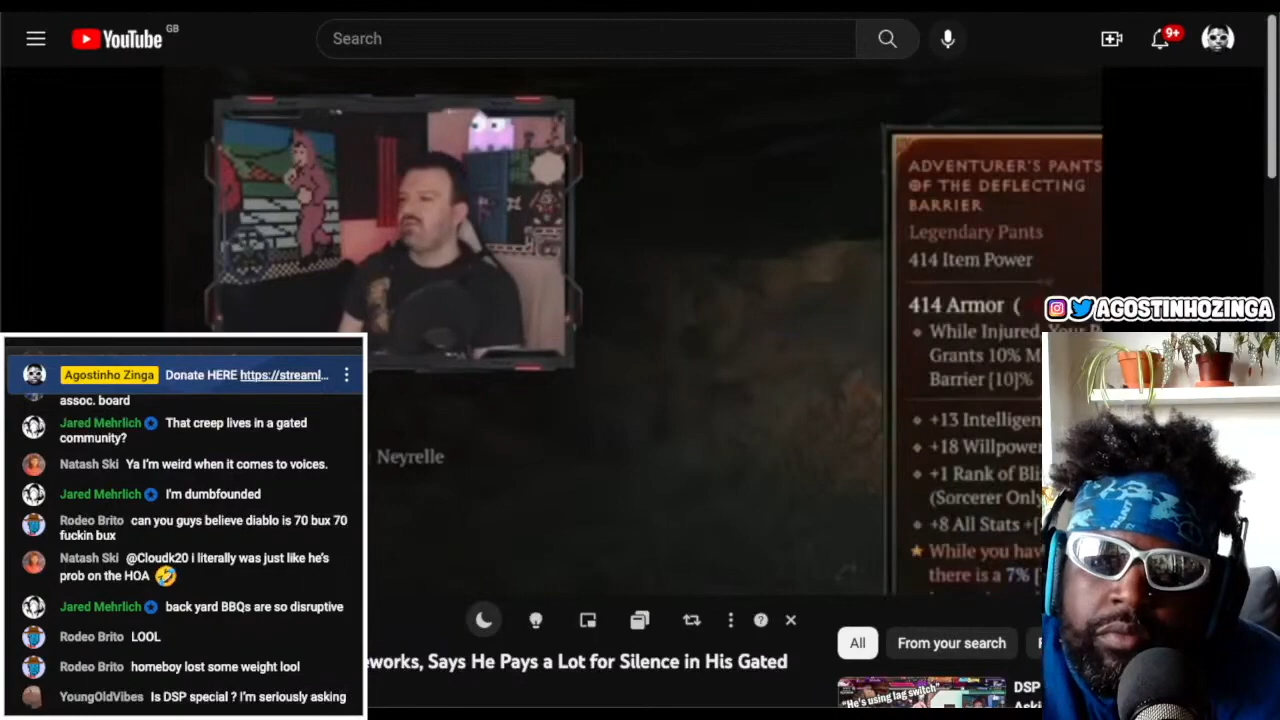 YouTube GB
Search
9+
ADVENTURER'S PANTS
OF THE DEFLECTING
BARRIER
Legendary Pants
414 Item Power
414 Armor (
While Injured, Your P
Grants 10% M
Barrier [10]%
+13 Intelligen
+18 Willpower
+1 Rank of Bli
(Sorcerer Only
+8 All Stats +[
While you hav
there is a 7% [
AGOSTINHOZINGA
Neyrelle
Agostinho Zinga Donate HERE https://streaml...
assoc. board
Jared Mehrlich That creep lives in a gated
community?
Natash Ski Ya I'm weird when it comes to voices.
Jared Mehrlich I'm dumbfounded
Rodeo Brito can you guys believe diablo is 70 bux 70
fuckin bux
Natash Ski @Cloudk20 i literally was just like he's
prob on the HOA
Jared Mehrlich back yard BBQs are so disruptive
Rodeo Brito LOOL
Rodeo Brito homeboy lost some weight lool
YoungOldVibes Is DSP special ? I'm seriously asking
eworks, Says He Pays a Lot for Silence in His Gated
All
From your search
"He's using lag switch"
DSP